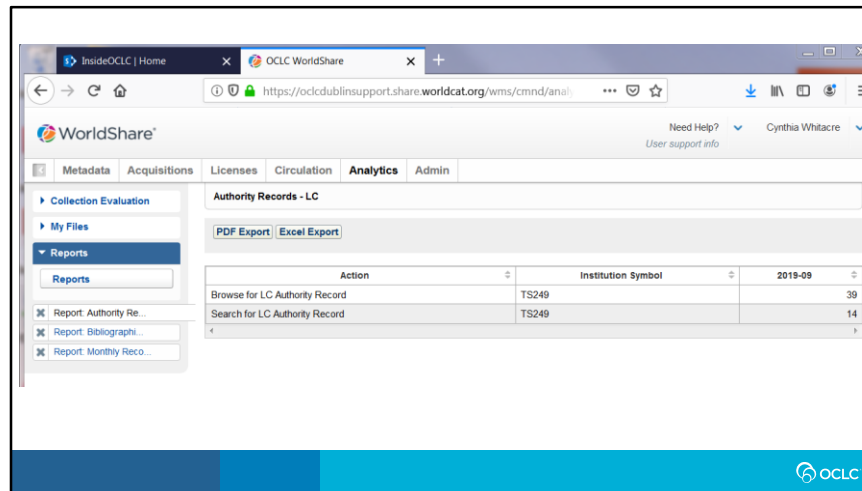 InsideOCLC | Home
OCLC WorldShare
https://oclcdublinsupport.share.worldcat.org/wms/cmnd/anal
WorldShare®
Need Help?
Cynthia Whitacre
User support info
Metadata Acquisitions Licenses Circulation Analytics Admin
Collection Evaluation
My Files
Reports
Reports
Report: Authority Re...
Report: Bibliographi...
Report: Monthly Reco...
Authority Records - LC
PDF Export Excel Export
Action Institution Symbol 2019-09
Browse for LC Authority Record TS249 39
Search for LC Authority Record TS249 14
OCLC